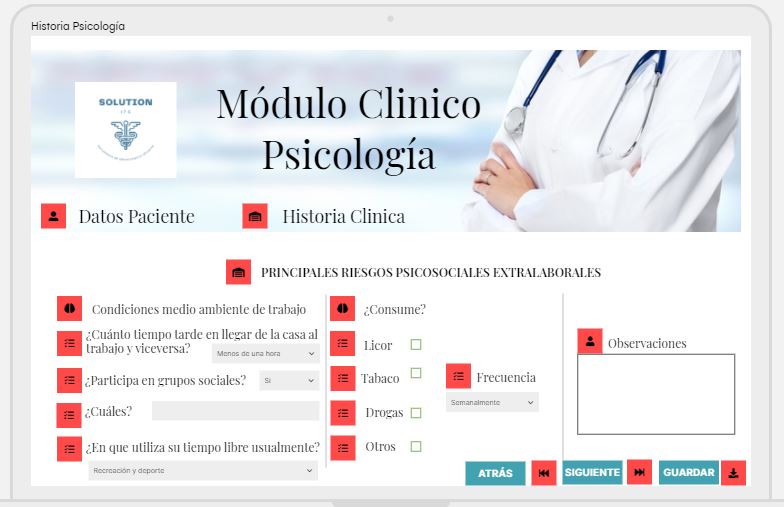 Historia Psicología
SOLUTION
Módulo Clinico
Psicología
Datos Paciente
Historia Clinica
PRINCIPALES RIESGOS PSICOSOCIALES EXTRALABORALES
Condiciones medio ambiente de trabajo
¿Cuánto tiempo tarde en llegar de la casa al
trabajo y viceversa?
Menos de una hora
¿Participa en grupos sociales?
Si
¿Cuáles?
¿En que utiliza su tiempo libre usualmente?
Recreación y deporte
¿Consume?
Licor
Tabaco
Drogas
Otros
Frecuencia
Semanalmente
Observaciones
ATRÁS
SIGUIENTE
GUARDAR